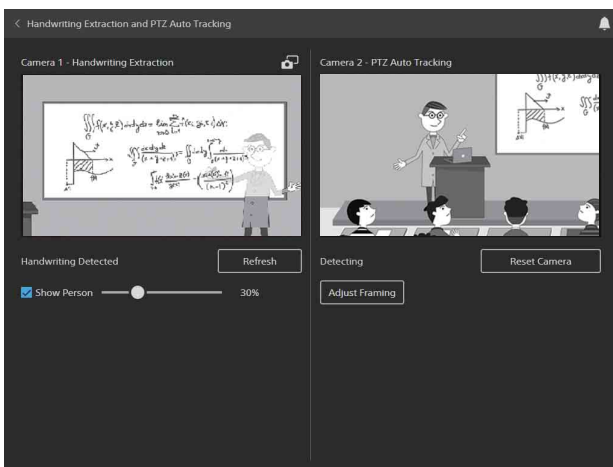 Handwriting Extraction and PTZ Auto Tracking
Camera 1 - Handwriting Extraction
Camera 2 - PTZ Auto Tracking
Handwriting Detected
Refresh
Detecting
Reset Camera
Show Person
30%
Adjust Framing